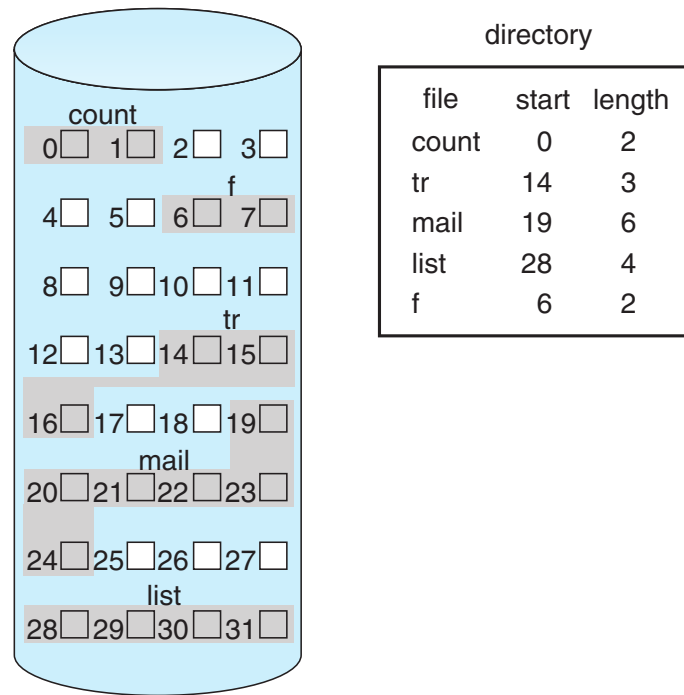 count
0 1 2 3
f
4 5 6 7
8 9 10 11
tr
12 13 14 15
16 17 18 19
mail
20 21 22 23
24 25 26 27
list
28 29 30 31
directory
file start length
count 0 2
tr 14 3
mail 19 6
list 28 4
f 6 2